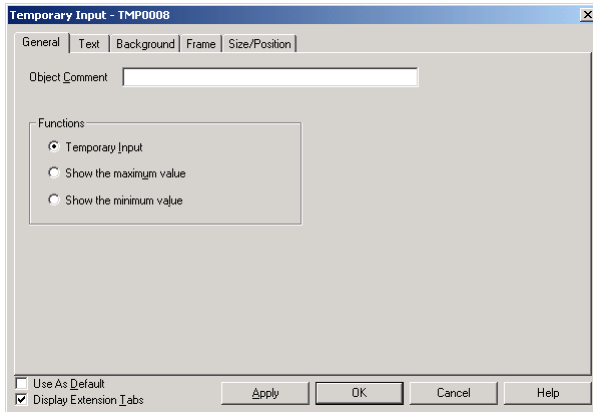 Temporary Input - TMP0008
General Text Background Frame Size/Position
Object Comment
Functions
Temporary Input
Show the maximum value
Show the minimum value
Use As Default
Display Extension Tabs
Apply OK Cancel Help